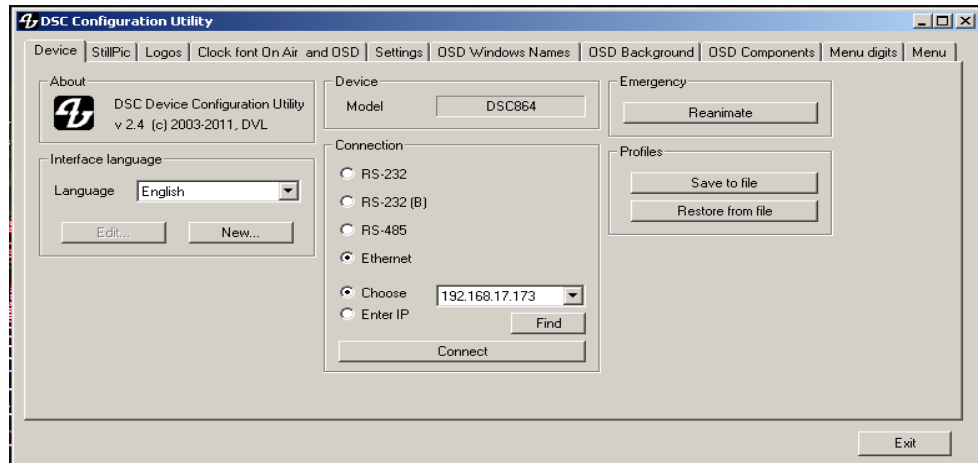 DSC Configuration Utility
Device StillPic Logos Clock font On Air and OSD Settings OSD Windows Names OSD Background OSD Components Menu digits Menu
About
DSC Device Configuration Utility
v 2.4 (c) 2003-2011, DVL
Interface language
Language English
Edit... New...
Device
Model DSC864
Connection
RS-232
RS-232 (B)
RS-485
Ethernet
Choose 192.168.17.173
Enter IP
Find
Connect
Emergency
Reanimate
Profiles
Save to file
Restore from file
Exit